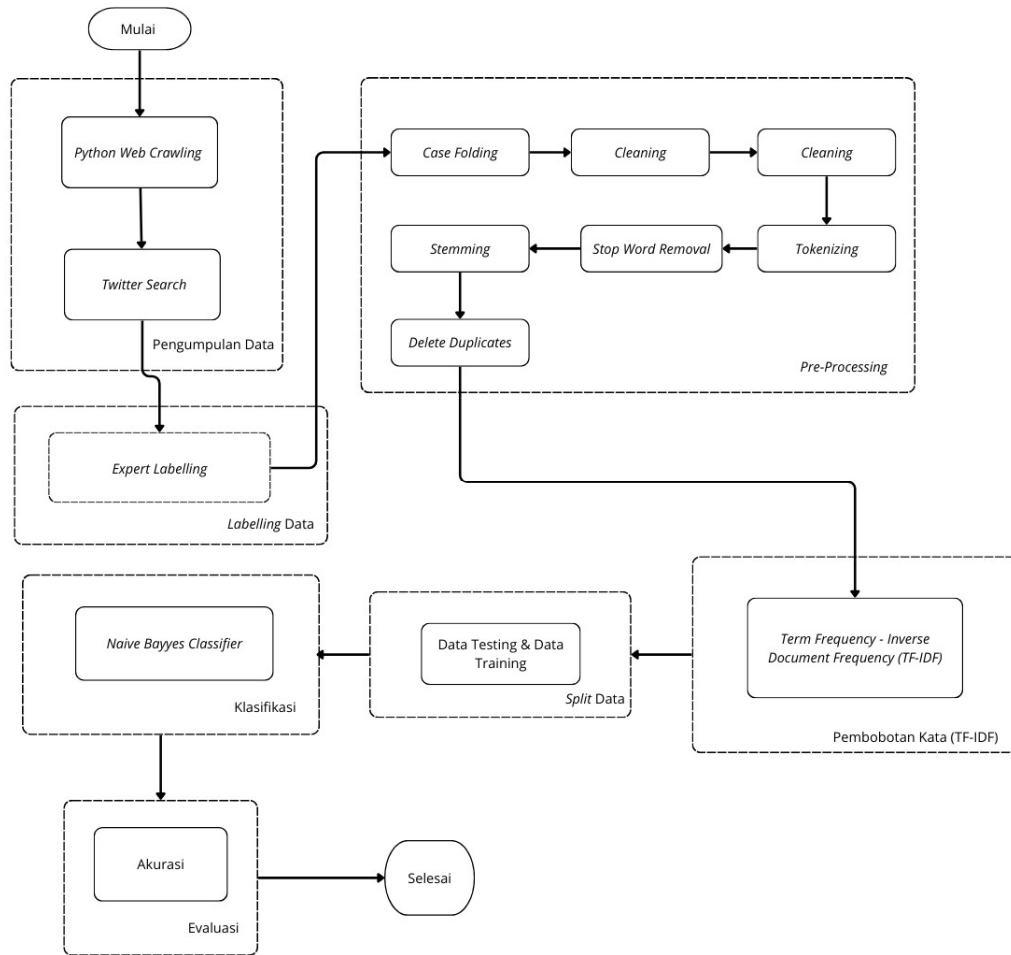 Mulai
Python Web Crawling
Twitter Search
Pengumpulan Data
Expert Labelling
Labelling Data
Case Folding
Cleaning
Cleaning
Tokenizing
Stop Word Removal
Stemming
Delete Duplicates
Pre-Processing
Term Frequency - Inverse
Document Frequency (TF-IDF)
Pembobotan Kata (TF-IDF)
Data Testing & Data
Training
Split Data
Naive Bayyes Classifier
Klasifikasi
Akurasi
Evaluasi
Selesai